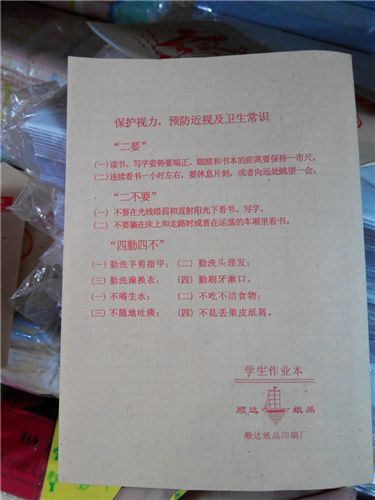 保护视力，预防近视及卫生常识
“二要”
(一)读书、写字姿势要端正，眼睛和书本的距离要保持一市尺。
(二)连续看书一小时左右，要休息片刻，或者向远处眺望一会。
“二不要”
(一)不要在光线暗弱和直射阳光下看书、写字。
(二)不要躺在床上和走路时或者在运荡的车厢里看书。
“四勤四不”
(一)勤洗手剪指甲；(二)勤洗头理发；
(三)勤洗澡换衣；(四)勤刷牙漱口。
(一)不喝生水；(二)不吃不洁食物；
(三)不随地吐痰；(四)不乱丢果皮纸屑。
学生作业本
顺达 纸品
顺达纸品印刷厂